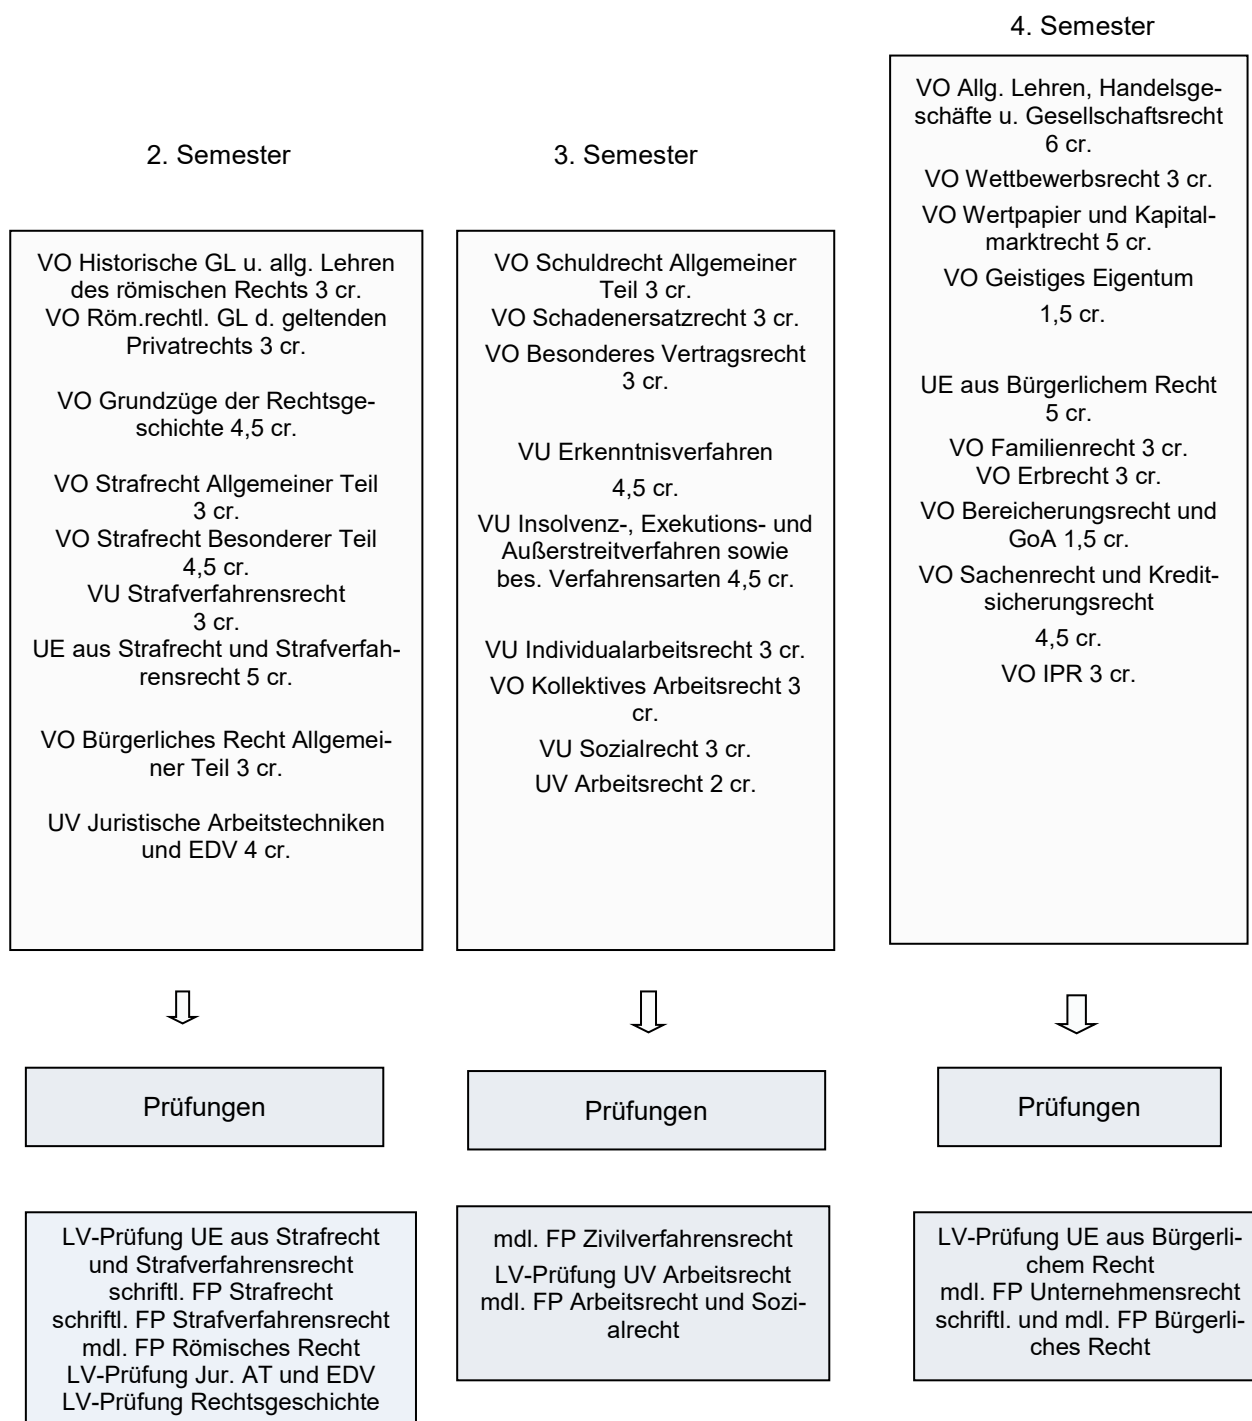 2. Semester
VO Historische GL u. allg. Lehren
des römischen Rechts 3 cr.
VO Röm.rechtl. GL d. geltenden
Privatrechts 3 cr.
VO Grundzüge der Rechtsge-
schichte 4,5 cr.
VO Strafrecht Allgemeiner Teil
3 cr.
VO Strafrecht Besonderer Teil
4,5 cr.
VU Strafverfahrensrecht
3 cr.
UE aus Strafrecht und Strafverfah-
rensrecht 5 cr.
VO Bürgerliches Recht Allgemei-
ner Teil 3 cr.
UV Juristische Arbeitstechniken
und EDV 4 cr.
Prüfungen
LV-Prüfung UE aus Strafrecht
und Strafverfahrensrecht
schriftl. FP Strafrecht
schriftl. FP Strafverfahrensrecht
mdl. FP Römisches Recht
LV-Prüfung Jur. AT und EDV
LV-Prüfung Rechtsgeschichte
3. Semester
VO Schuldrecht Allgemeiner
Teil 3 cr.
VO Schadenersatzrecht 3 cr.
VO Besonderes Vertragsrecht
3 cr.
VU Erkenntnisverfahren
4,5 cr.
VU Insolvenz-, Exekutions- und
Außerstreitverfahren sowie
bes. Verfahrensarten 4,5 cr.
VU Individualarbeitsrecht 3 cr.
VO Kollektives Arbeitsrecht 3
cr.
VU Sozialrecht 3 cr.
UV Arbeitsrecht 2 cr.
Prüfungen
mdl. FP Zivilverfahrensrecht
LV-Prüfung UV Arbeitsrecht
mdl. FP Arbeitsrecht und Sozi-
alrecht
4. Semester
VO Allg. Lehren, Handelsge-
schäfte u. Gesellschaftsrecht
6 cr.
VO Wettbewerbsrecht 3 cr.
VO Wertpapier und Kapital-
marktrecht 5 cr.
VO Geistiges Eigentum
1,5 cr.
UE aus Bürgerlichem Recht
5 cr.
VO Familienrecht 3 cr.
VO Erbrecht 3 cr.
VO Bereicherungsrecht und
GoA 1,5 cr.
VO Sachenrecht und Kredit-
sicherungsrecht
4,5 cr.
VO IPR 3 cr.
Prüfungen
LV-Prüfung UE aus Bürgerli-
chem Recht
mdl. FP Unternehmensrecht
schriftl. und mdl. FP Bürgerli-
ches Recht